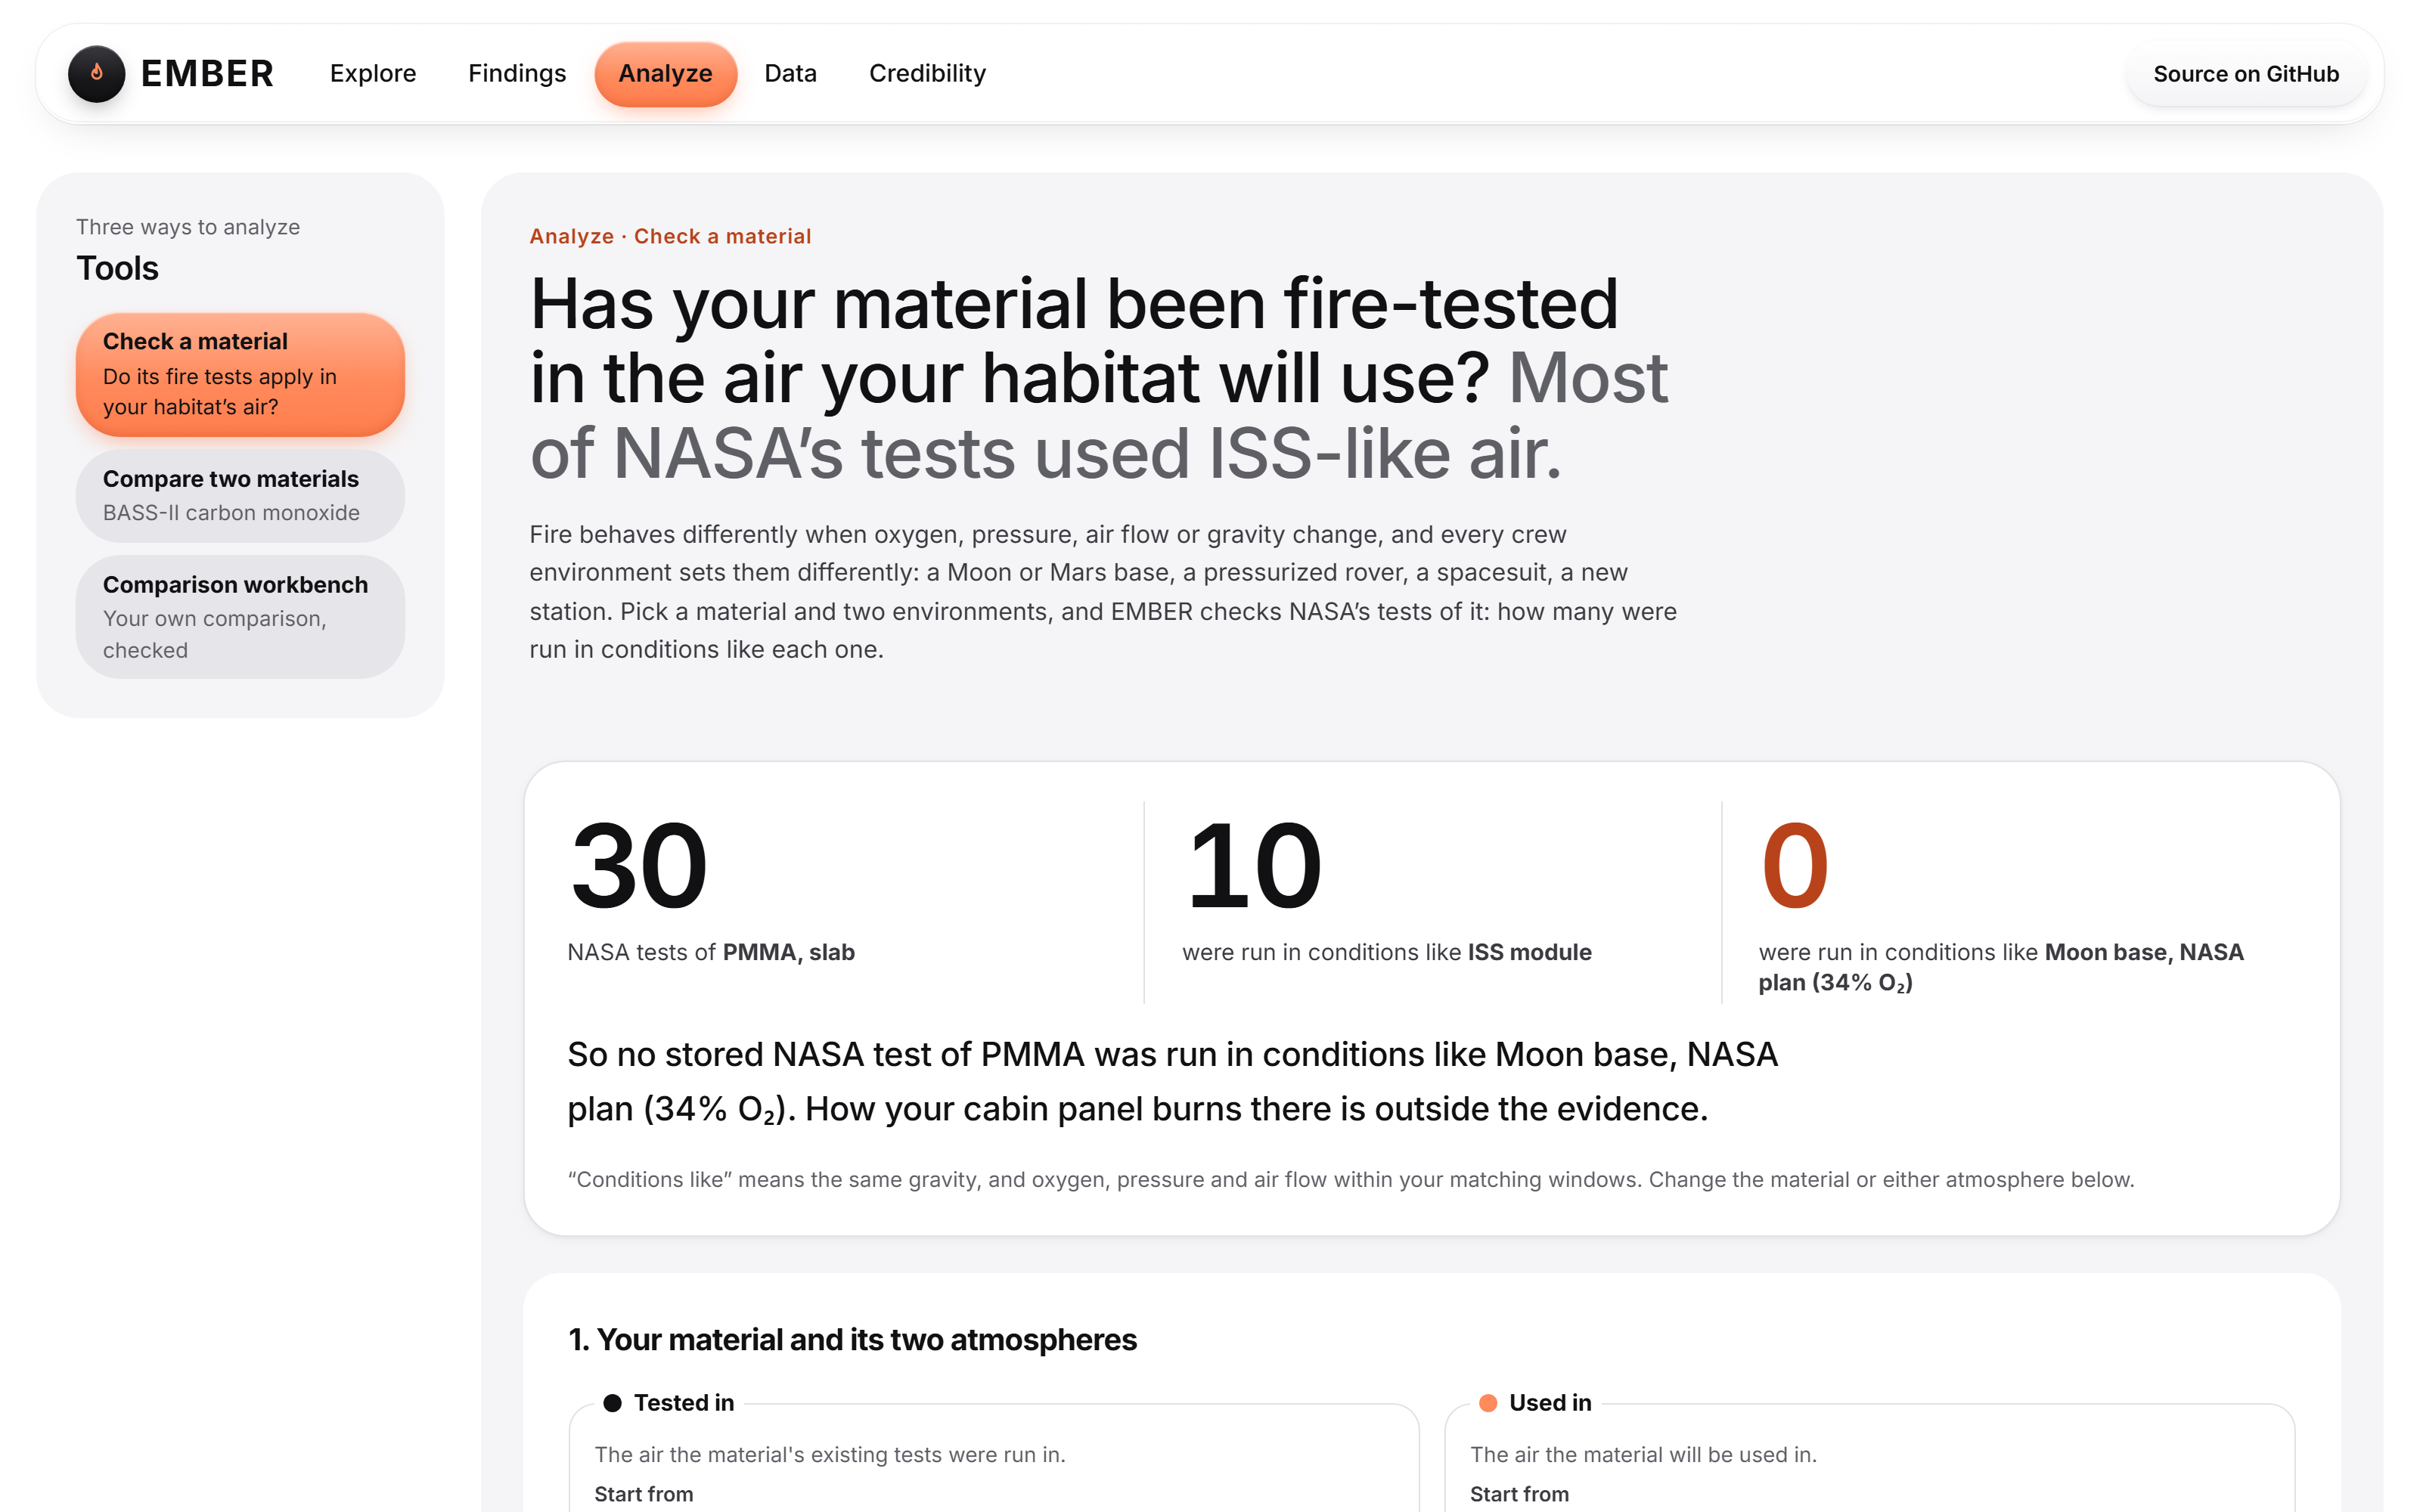 EMBER
Explore
Findings
Analyze
Data
Credibility
Source on GitHub
Three ways to analyze
Tools
Check a material
Do its fire tests apply in
your habitat’s air?
Compare two materials
BASS-II carbon monoxide
Comparison workbench
Your own comparison,
checked
Analyze · Check a material
Has your material been fire-tested
in the air your habitat will use? Most
of NASA’s tests used ISS-like air.
Fire behaves differently when oxygen, pressure, air flow or gravity change, and every crew
environment sets them differently: a Moon or Mars base, a pressurized rover, a spacesuit, a new
station. Pick a material and two environments, and EMBER checks NASA’s tests of it: how many were
run in conditions like each one.
30
NASA tests of PMMA, slab
10
were run in conditions like ISS module
0
were run in conditions like Moon base, NASA
plan (34% O₂)
So no stored NASA test of PMMA was run in conditions like Moon base, NASA
plan (34% O₂). How your cabin panel burns there is outside the evidence.
“Conditions like” means the same gravity, and oxygen, pressure and air flow within your matching windows. Change the material or either atmosphere below.
1. Your material and its two atmospheres
Tested in
The air the material's existing tests were run in.
Start from
Used in
The air the material will be used in.
Start from